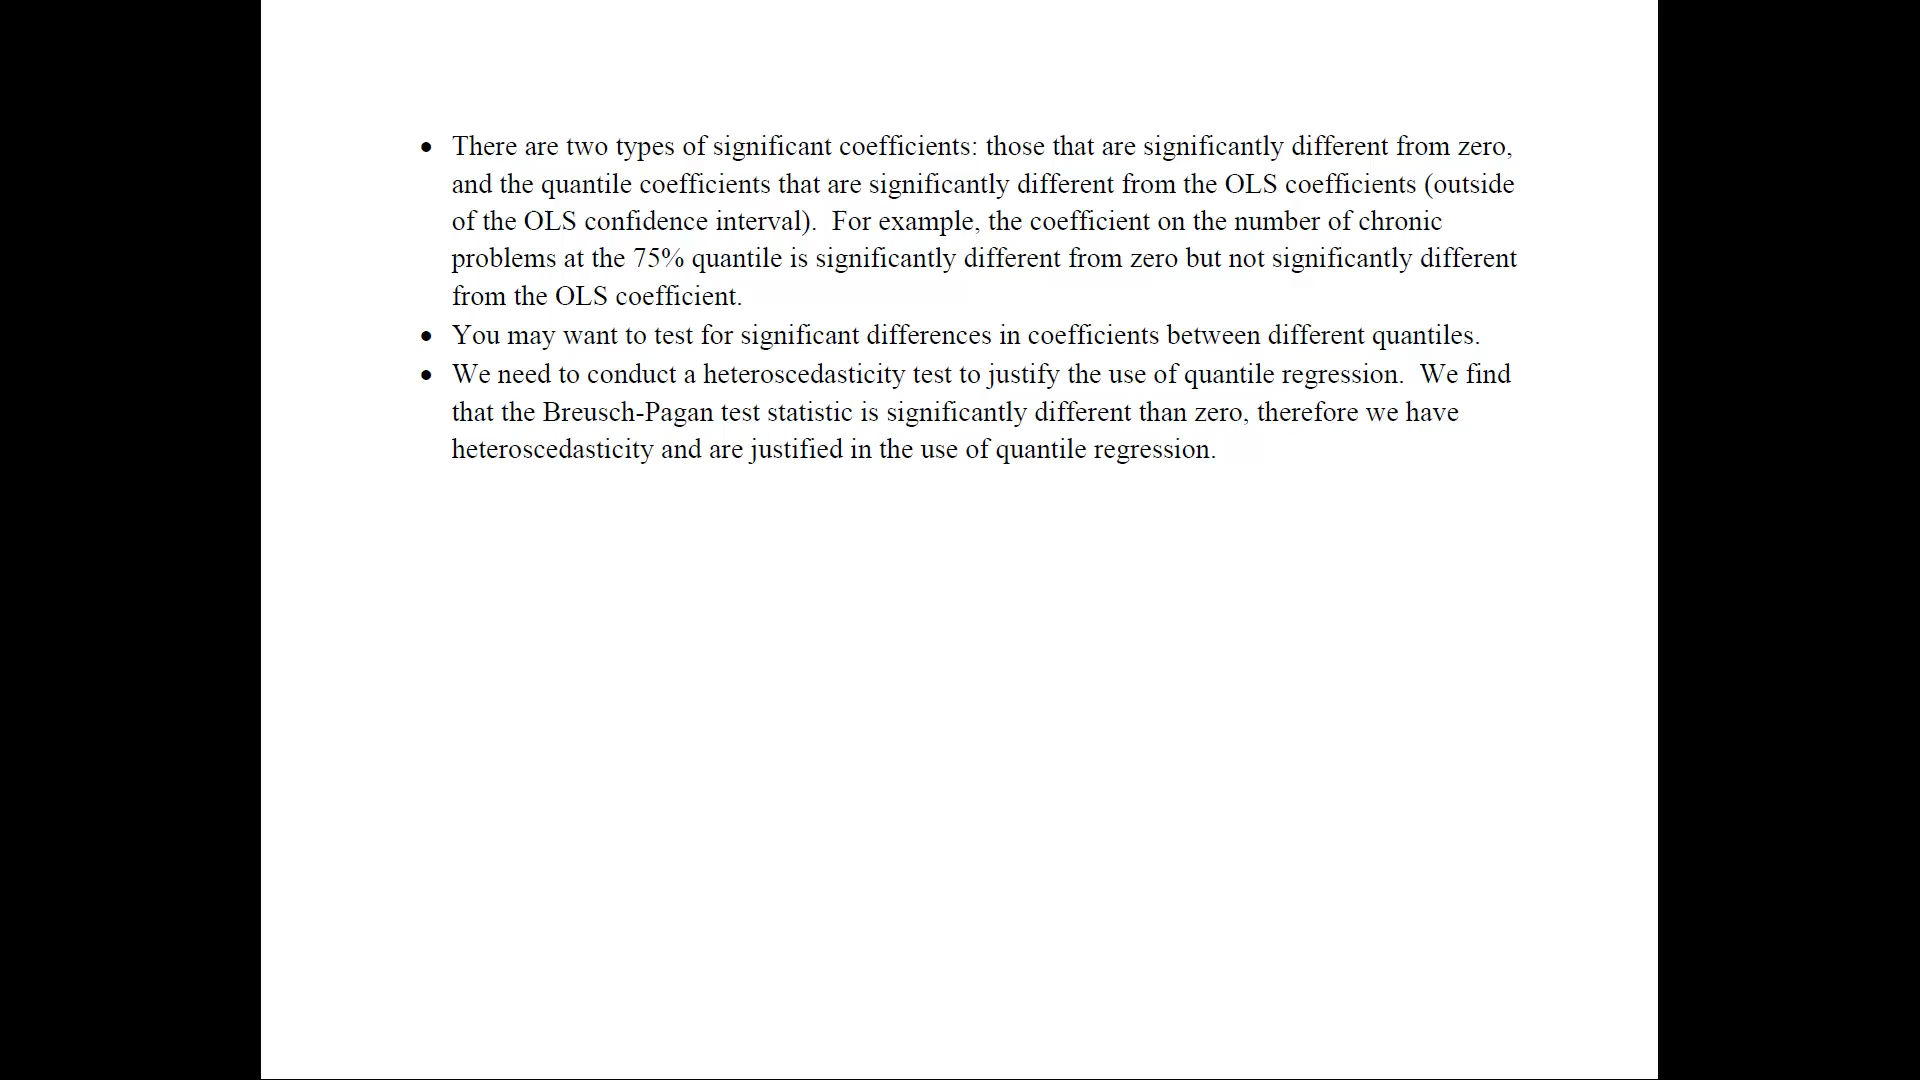 • There are two types of significant coefficients: those that are significantly different from zero,
and the quantile coefficients that are significantly different from the OLS coefficients (outside
of the OLS confidence interval).  For example, the coefficient on the number of chronic
problems at the 75% quantile is significantly different from zero but not significantly different
from the OLS coefficient.
• You may want to test for significant differences in coefficients between different quantiles.
• We need to conduct a heteroscedasticity test to justify the use of quantile regression.  We find
that the Breusch-Pagan test statistic is significantly different than zero, therefore we have
heteroscedasticity and are justified in the use of quantile regression.